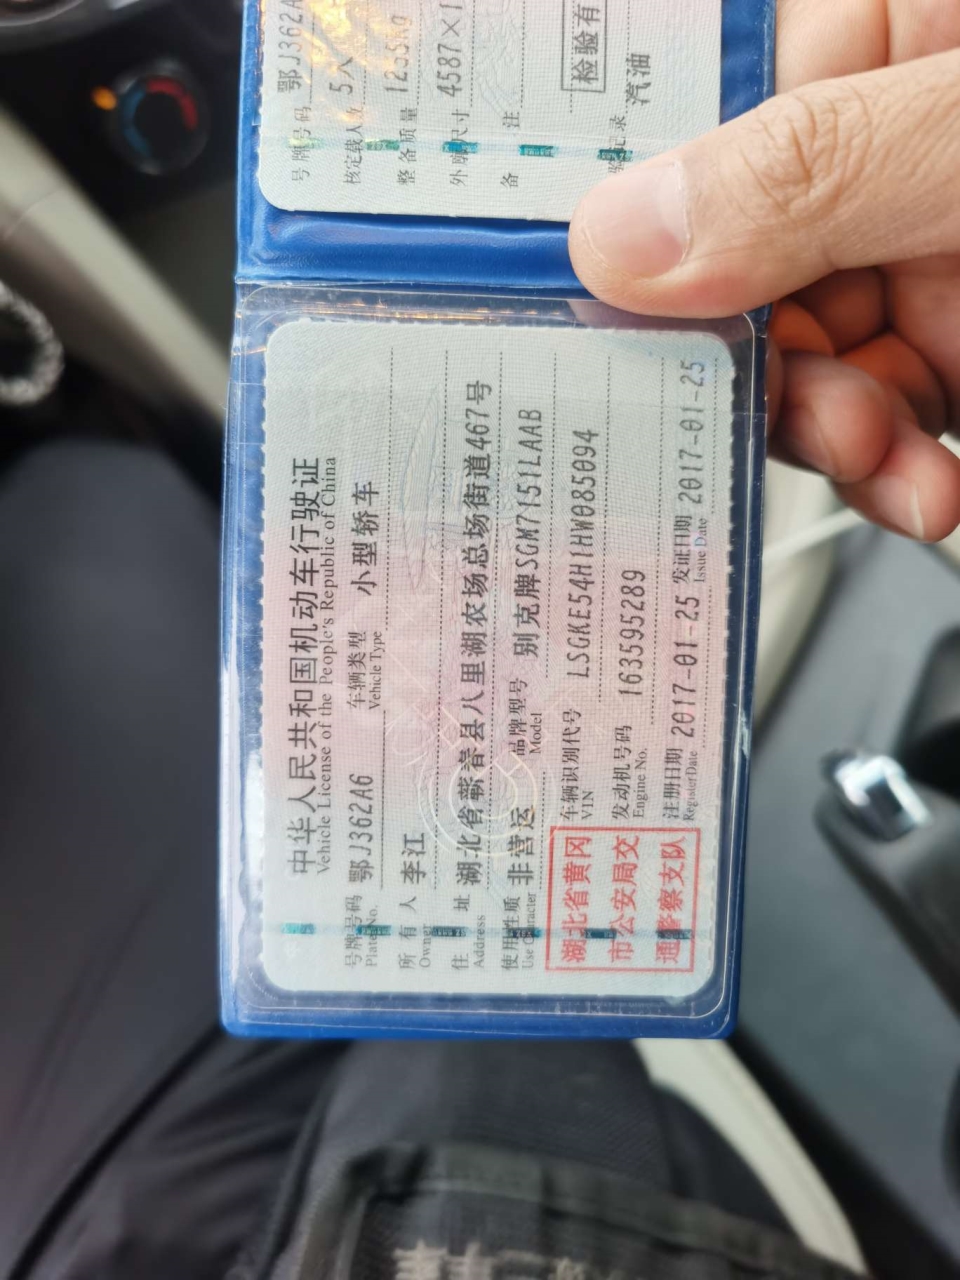 中华人民共和国机动车行驶证
Vehicle License of the People's Republic of China
号牌号码 鄂J362A6 车辆类型 小型轿车
Plate No. Vehicle Type
所有人 李江
Owner
住址 湖北省蕲春县八里湖农场总场街道467号
Address
使用性质 非营运 品牌型号 别克牌SGM7151LAAB
Use Character Model
湖北省黄冈
市公安局交
通警察支队
车辆识别代号 LSGKE54H1HW085094
VIN
发动机号码 163595289
Engine No.
注册日期 2017-01-25 发证日期 2017-01-25
Register Date Issue Date
号牌号码 鄂J362A
核定载人数 5人
整备质量 1255kg
外廓尺寸 4587×1
备注
检验有
检验记录 汽油